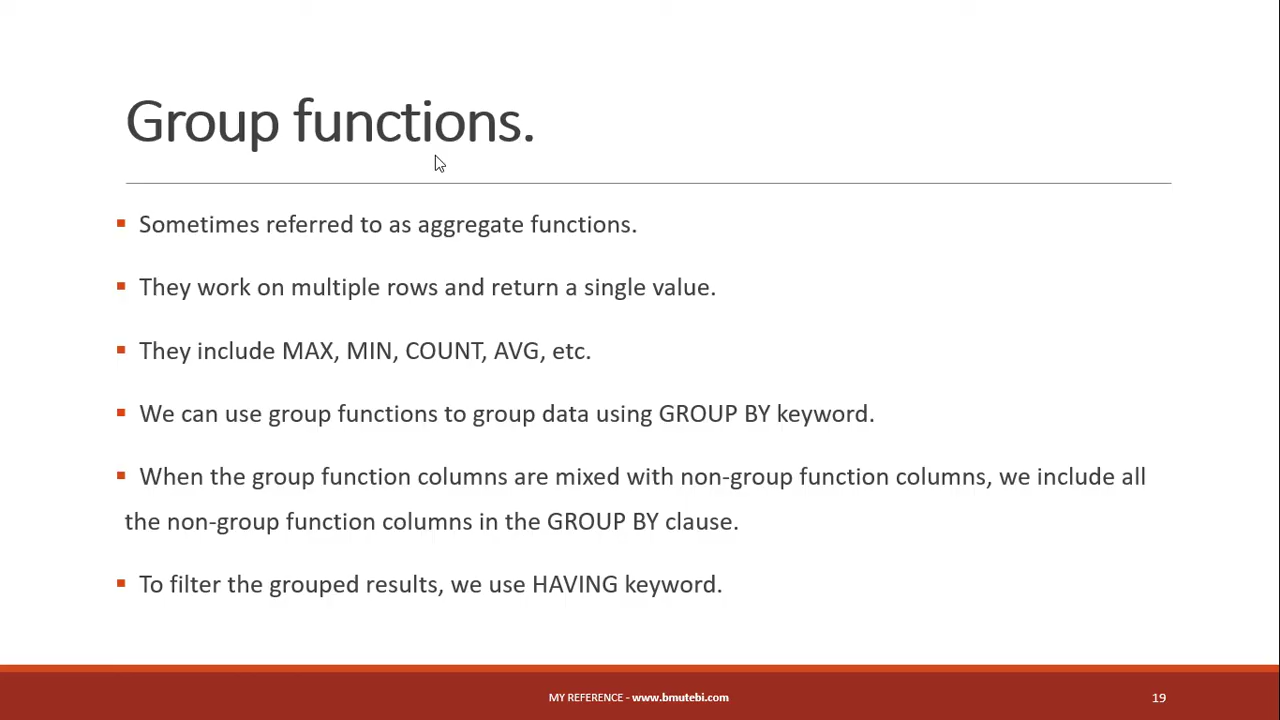 Group functions.
Sometimes referred to as aggregate functions.
They work on multiple rows and return a single value.
They include MAX, MIN, COUNT, AVG, etc.
We can use group functions to group data using GROUP BY keyword.
When the group function columns are mixed with non-group function columns, we include all
the non-group function columns in the GROUP BY clause.
To filter the grouped results, we use HAVING keyword.
MY REFERENCE - www.bmutebi.com
19